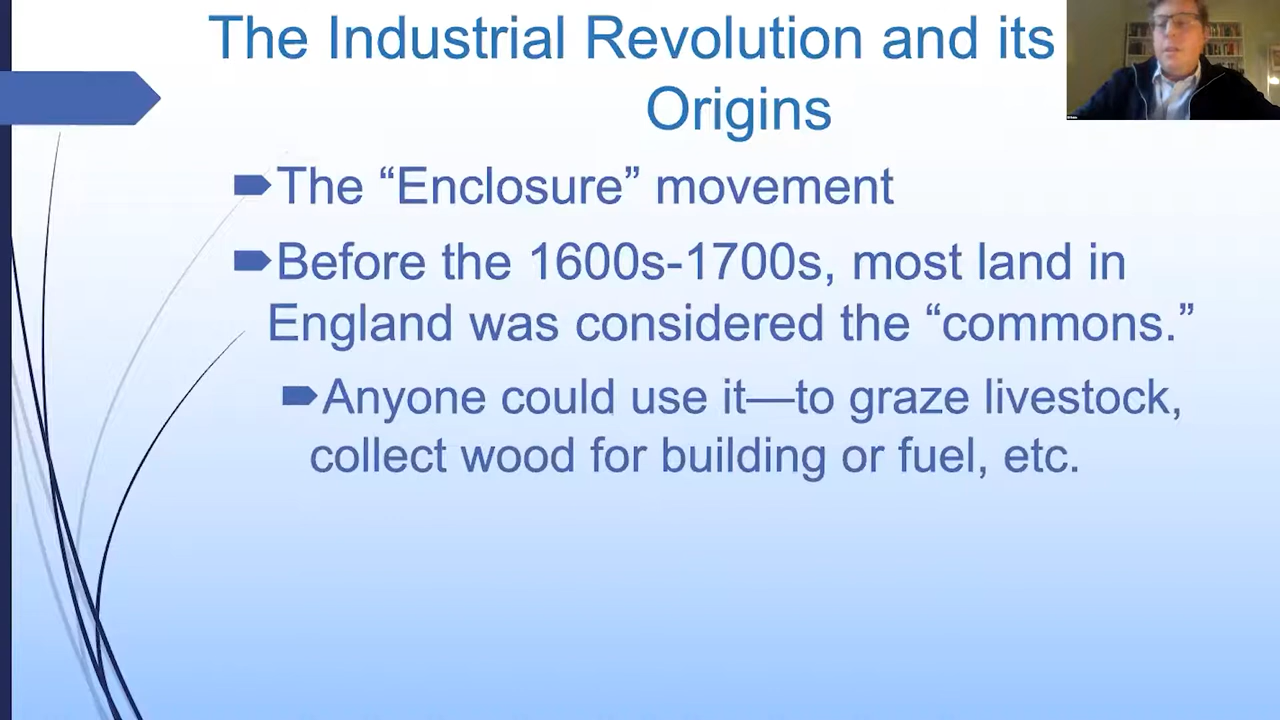 The Industrial Revolution and its
Origins
The “Enclosure” movement
Before the 1600s-1700s, most land in
England was considered the “commons.”
Anyone could use it—to graze livestock,
collect wood for building or fuel, etc.